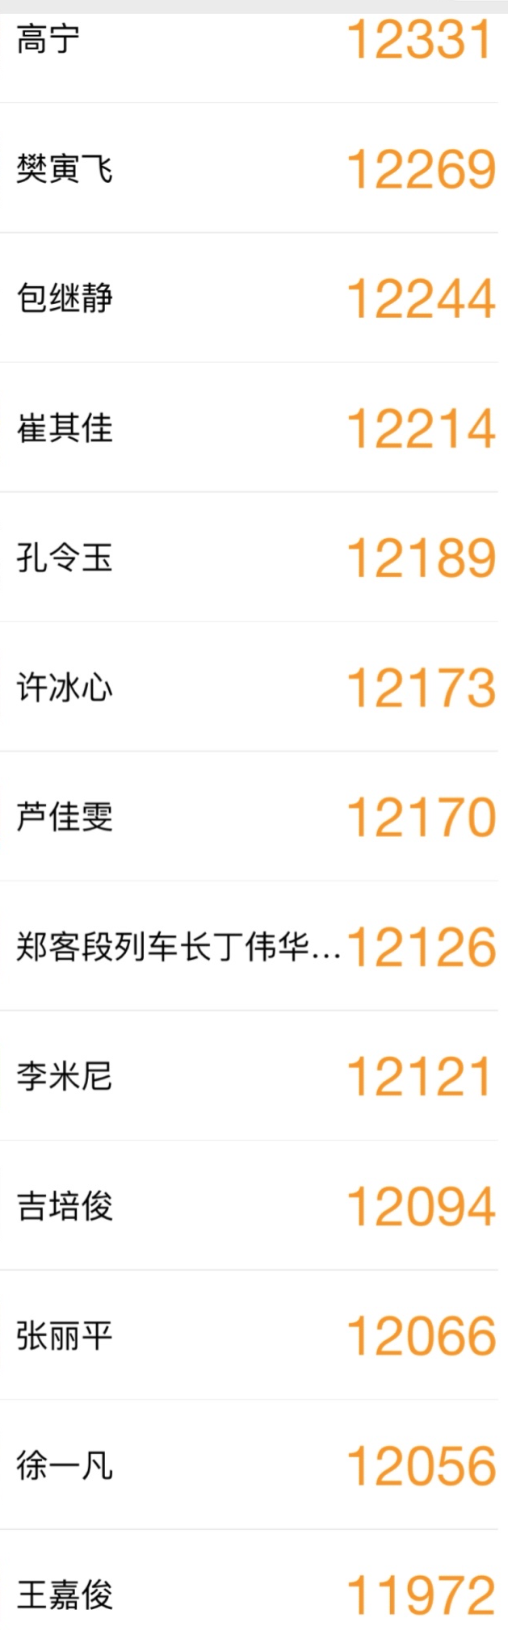 高宁 12331
樊寅飞 12269
包继静 12244
崔其佳 12214
孔令玉 12189
许冰心 12173
芦佳雯 12170
郑客段列车长丁伟华... 12126
李米尼 12121
吉培俊 12094
张丽平 12066
徐一凡 12056
王嘉俊 11972